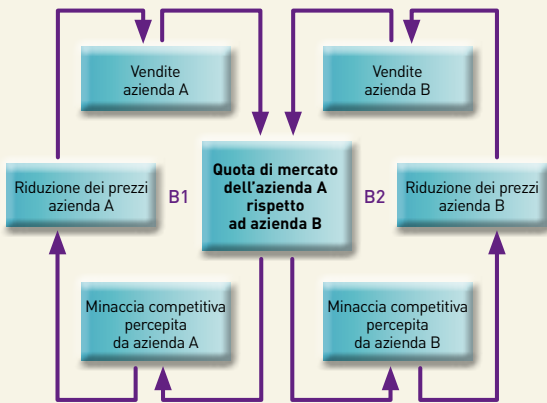 Vendite
azienda A
Vendite
azienda B
Riduzione dei prezzi
azienda A
B1
Quota di mercato
dell'azienda A
rispetto
ad azienda B
B2
Riduzione dei prezzi
azienda B
Minaccia competitiva
percepita
da azienda A
Minaccia competitiva
percepita
da azienda B